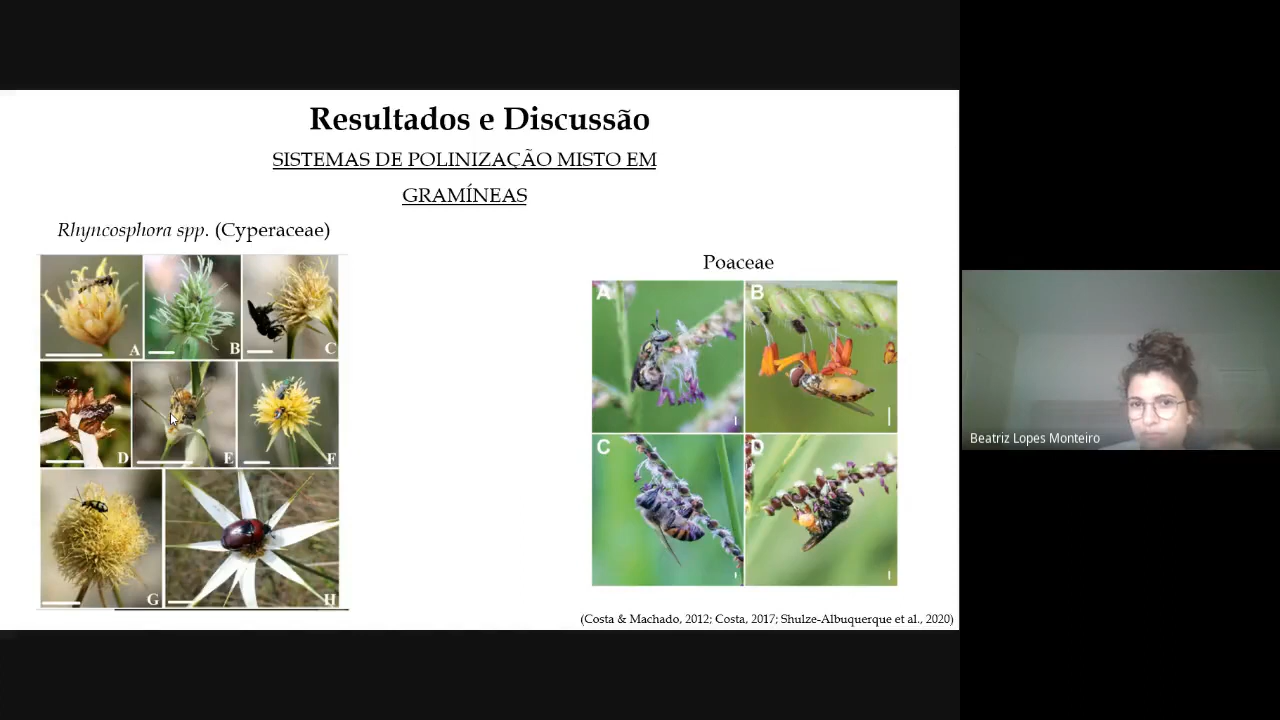 Resultados e Discussão
SISTEMAS DE POLINIZAÇÃO MISTO EM
GRAMÍNEAS
Rhyncosphora spp. (Cyperaceae)
A
B
C
D
E
F
G
H
Poaceae
A
B
C
D
(Costa & Machado, 2012; Costa, 2017; Shulze-Albuquerque et al., 2020)
Beatriz Lopes Monteiro